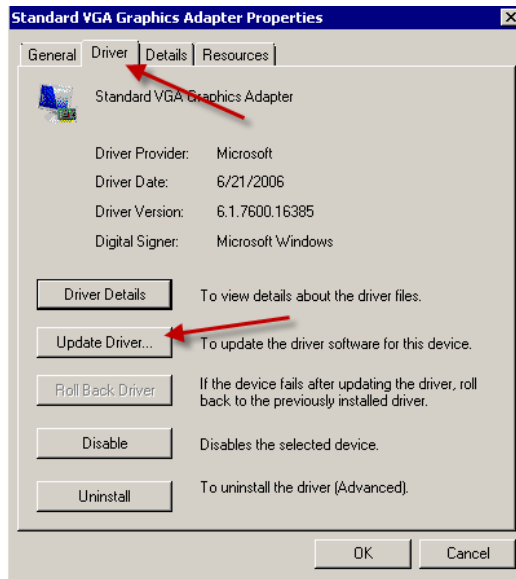 Standard VGA Graphics Adapter Properties
General Driver Details Resources
Standard VGA Graphics Adapter
Driver Provider: Microsoft
Driver Date: 6/21/2006
Driver Version: 6.1.7600.16385
Digital Signer: Microsoft Windows
Driver Details To view details about the driver files.
Update Driver... To update the driver software for this device.
Roll Back Driver If the device fails after updating the driver, roll
back to the previously installed driver.
Disable Disables the selected device.
Uninstall To uninstall the driver (Advanced).
OK Cancel